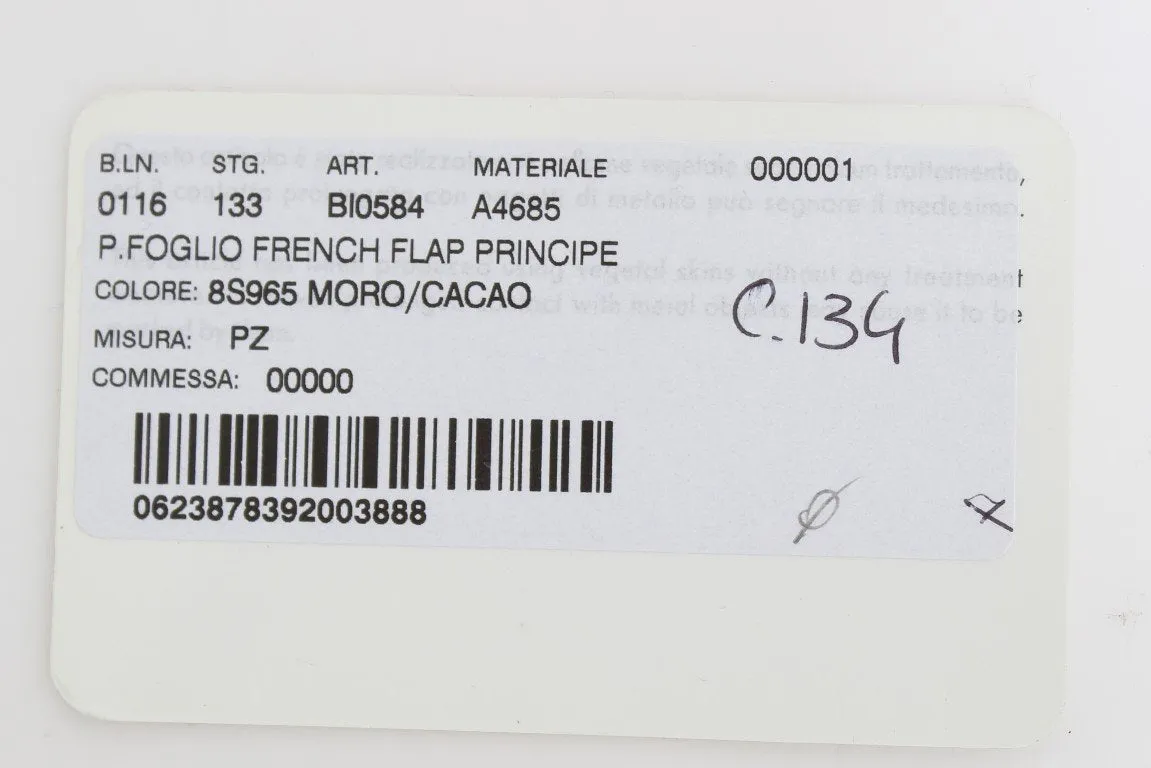 B.LN. STG. ART. MATERIALE 000001
0116 133 BI0584 A4685
P.FOGLIO FRENCH FLAP PRINCIPE
COLORE: 8S965 MORO/CACAO
C.134
MISURA: PZ
COMMESSA: 00000
0623878392003888